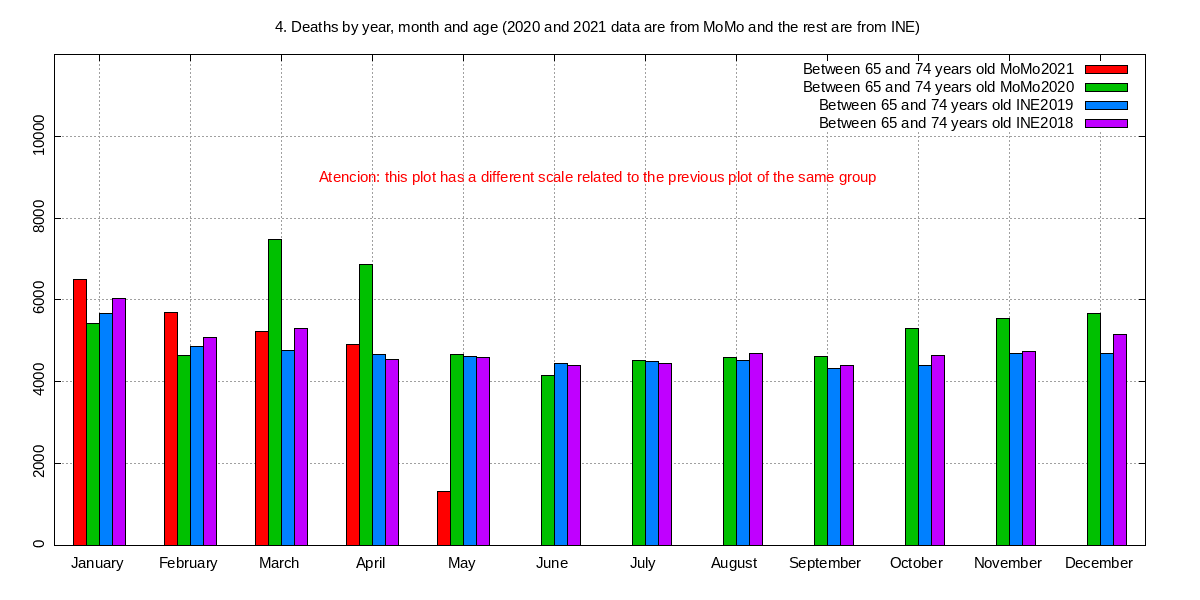 4. Deaths by year, month and age (2020 and 2021 data are from MoMo and the rest are from INE)
Between 65 and 74 years old MoMo2021
Between 65 and 74 years old MoMo2020
Between 65 and 74 years old INE2019
Between 65 and 74 years old INE2018
Atencion: this plot has a different scale related to the previous plot of the same group
10000
8000
6000
4000
2000
0
January February March April May June July August September October November December